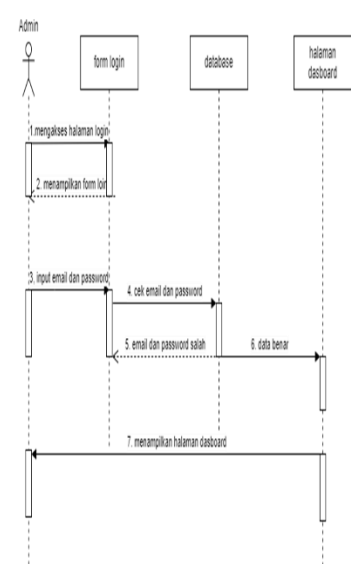 Admin
form login
database
halaman
dasboard
1.mengakses halaman login
2. menampilkan form loin
3. input email dan password
4. cek email dan password
5. email dan password salah
6. data benar
7. menampilkan halaman dasboard